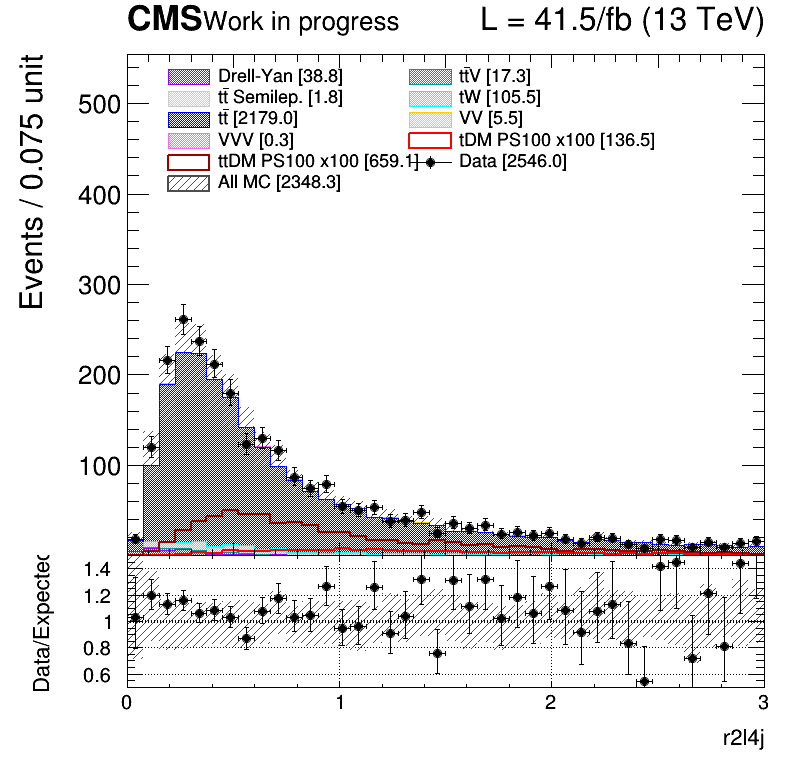 CMS Work in progress L = 41.5/fb (13 TeV)
Events / 0.075 unit
500
400
300
200
100
Drell-Yan [38.8]
tt̄V [17.3]
tt̄ Semilep. [1.8]
tW [105.5]
tt̄ [2179.0]
VV [5.5]
VVV [0.3]
tDM PS100 x100 [136.5]
ttDM PS100 x100 [659.1]
Data [2546.0]
All MC [2348.3]
Data/Expected
1.4
1.2
1
0.8
0.6
0 1 2 3
r2l4j